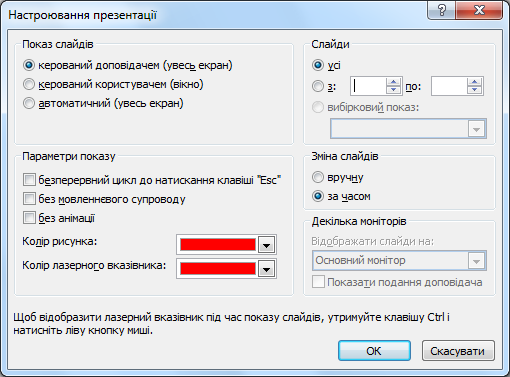 Настроювання презентації
Показ слайдів
керований доповідачем (увесь екран)
керований користувачем (вікно)
автоматичний (увесь екран)
Слайди
усі
з:
по:
вибірковий показ:
Параметри показу
безперервний цикл до натискання клавіші "Esc"
без мовленнєвого супроводу
без анімації
Колір рисунка:
Колір лазерного вказівника:
Зміна слайдів
вручну
за часом
Декілька моніторів
Відображати слайди на:
Основний монітор
Показати подання доповідача
Щоб відобразити лазерний вказівник під час показу слайдів, утримуйте клавішу Ctrl і
натисніть ліву кнопку миші.
ОК
Скасувати